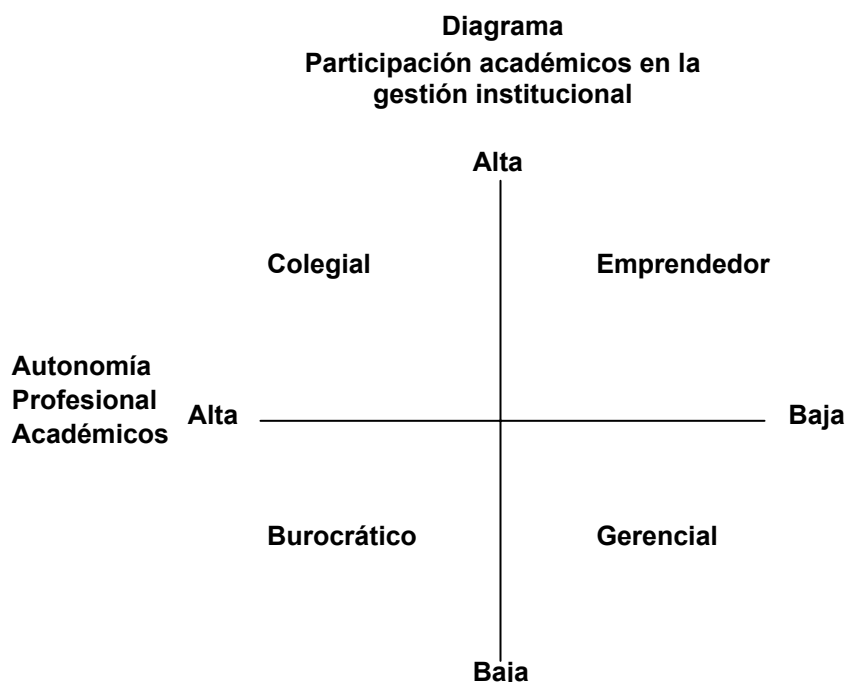 Diagrama
Participación académicos en la
gestión institucional
Alta
Colegial
Emprendedor
Autonomía
Profesional
Académicos
Alta
Baja
Burocrático
Gerencial
Baja